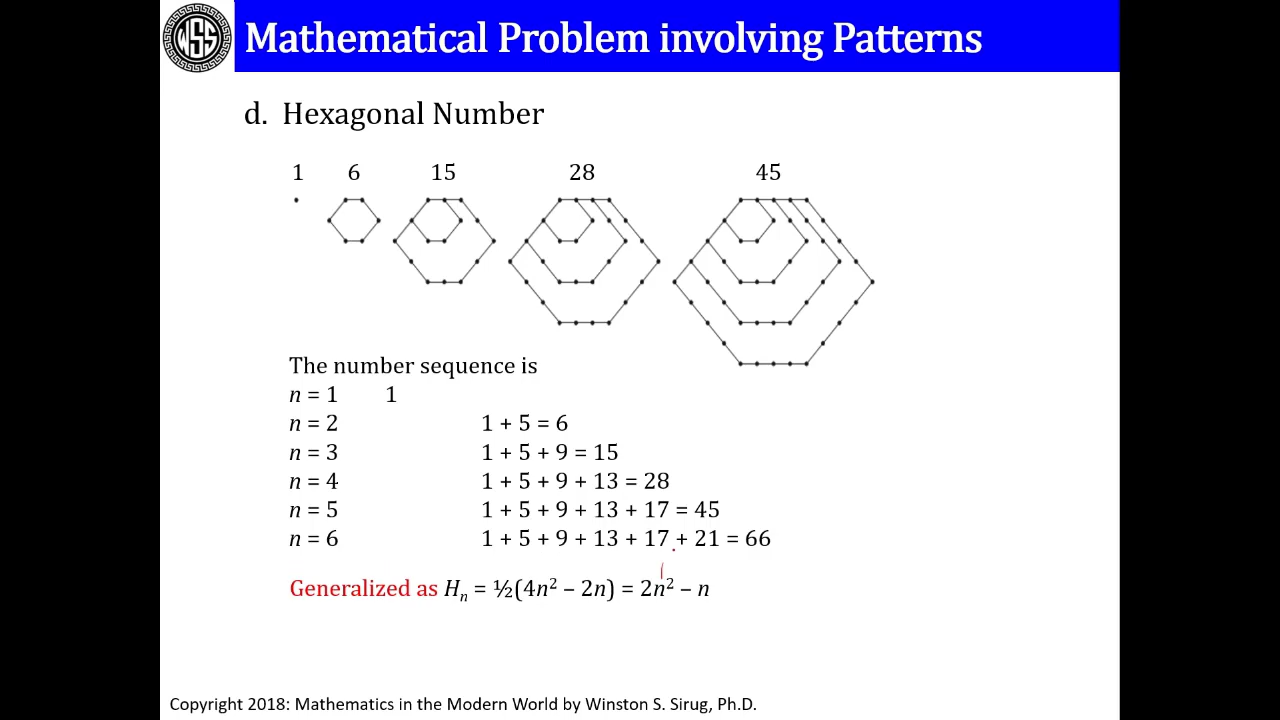 WSS
Mathematical Problem involving Patterns
d. Hexagonal Number
1 6 15 28 45
The number sequence is
n = 1 1
n = 2 1 + 5 = 6
n = 3 1 + 5 + 9 = 15
n = 4 1 + 5 + 9 + 13 = 28
n = 5 1 + 5 + 9 + 13 + 17 = 45
n = 6 1 + 5 + 9 + 13 + 17 + 21 = 66
Generalized as Hₙ = ½(4n² – 2n) = 2n² – n
Copyright 2018: Mathematics in the Modern World by Winston S. Sirug, Ph.D.